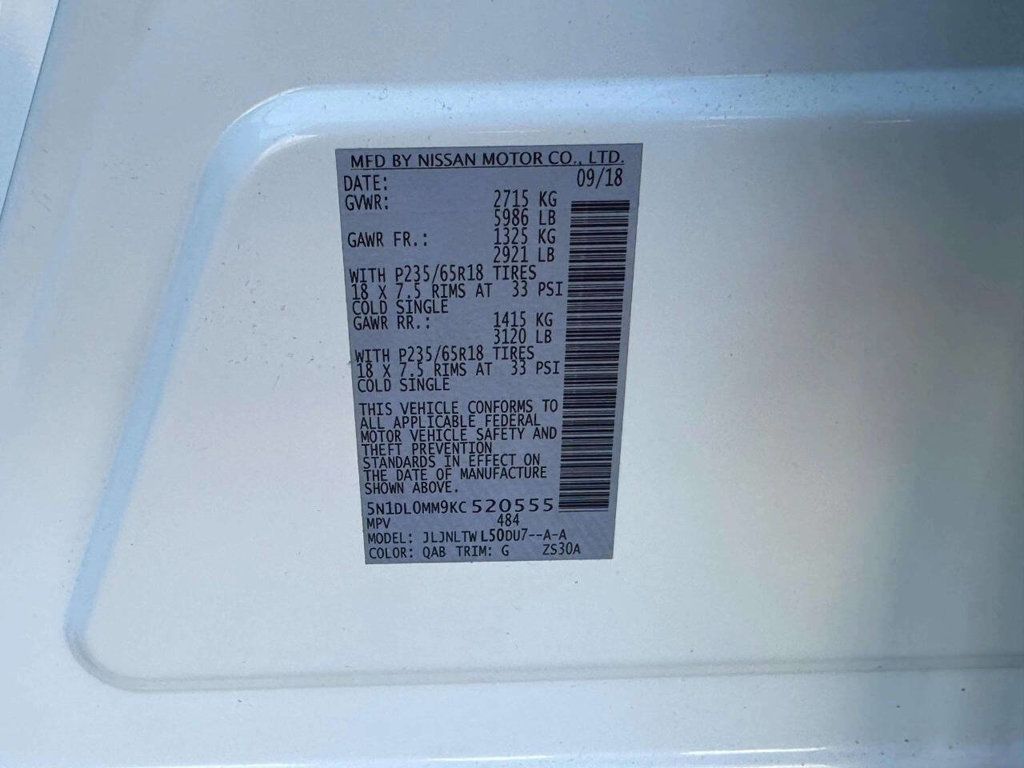 MFD BY NISSAN MOTOR CO., LTD.
DATE: 09/18
GVWR: 2715 KG
5986 LB
GAWR FR.: 1325 KG
2921 LB
WITH P235/65R18 TIRES
18 X 7.5 RIMS AT 33 PSI
COLD SINGLE
GAWR RR.: 1415 KG
3120 LB
WITH P235/65R18 TIRES
18 X 7.5 RIMS AT 33 PSI
COLD SINGLE
THIS VEHICLE CONFORMS TO
ALL APPLICABLE FEDERAL
MOTOR VEHICLE SAFETY AND
THEFT PREVENTION
STANDARDS IN EFFECT ON
THE DATE OF MANUFACTURE
SHOWN ABOVE.
5N1DL0MM9KC 520555
MPV 484
MODEL: JLJNLTWL50DU7--A-A
COLOR: QAB TRIM: G ZS30A